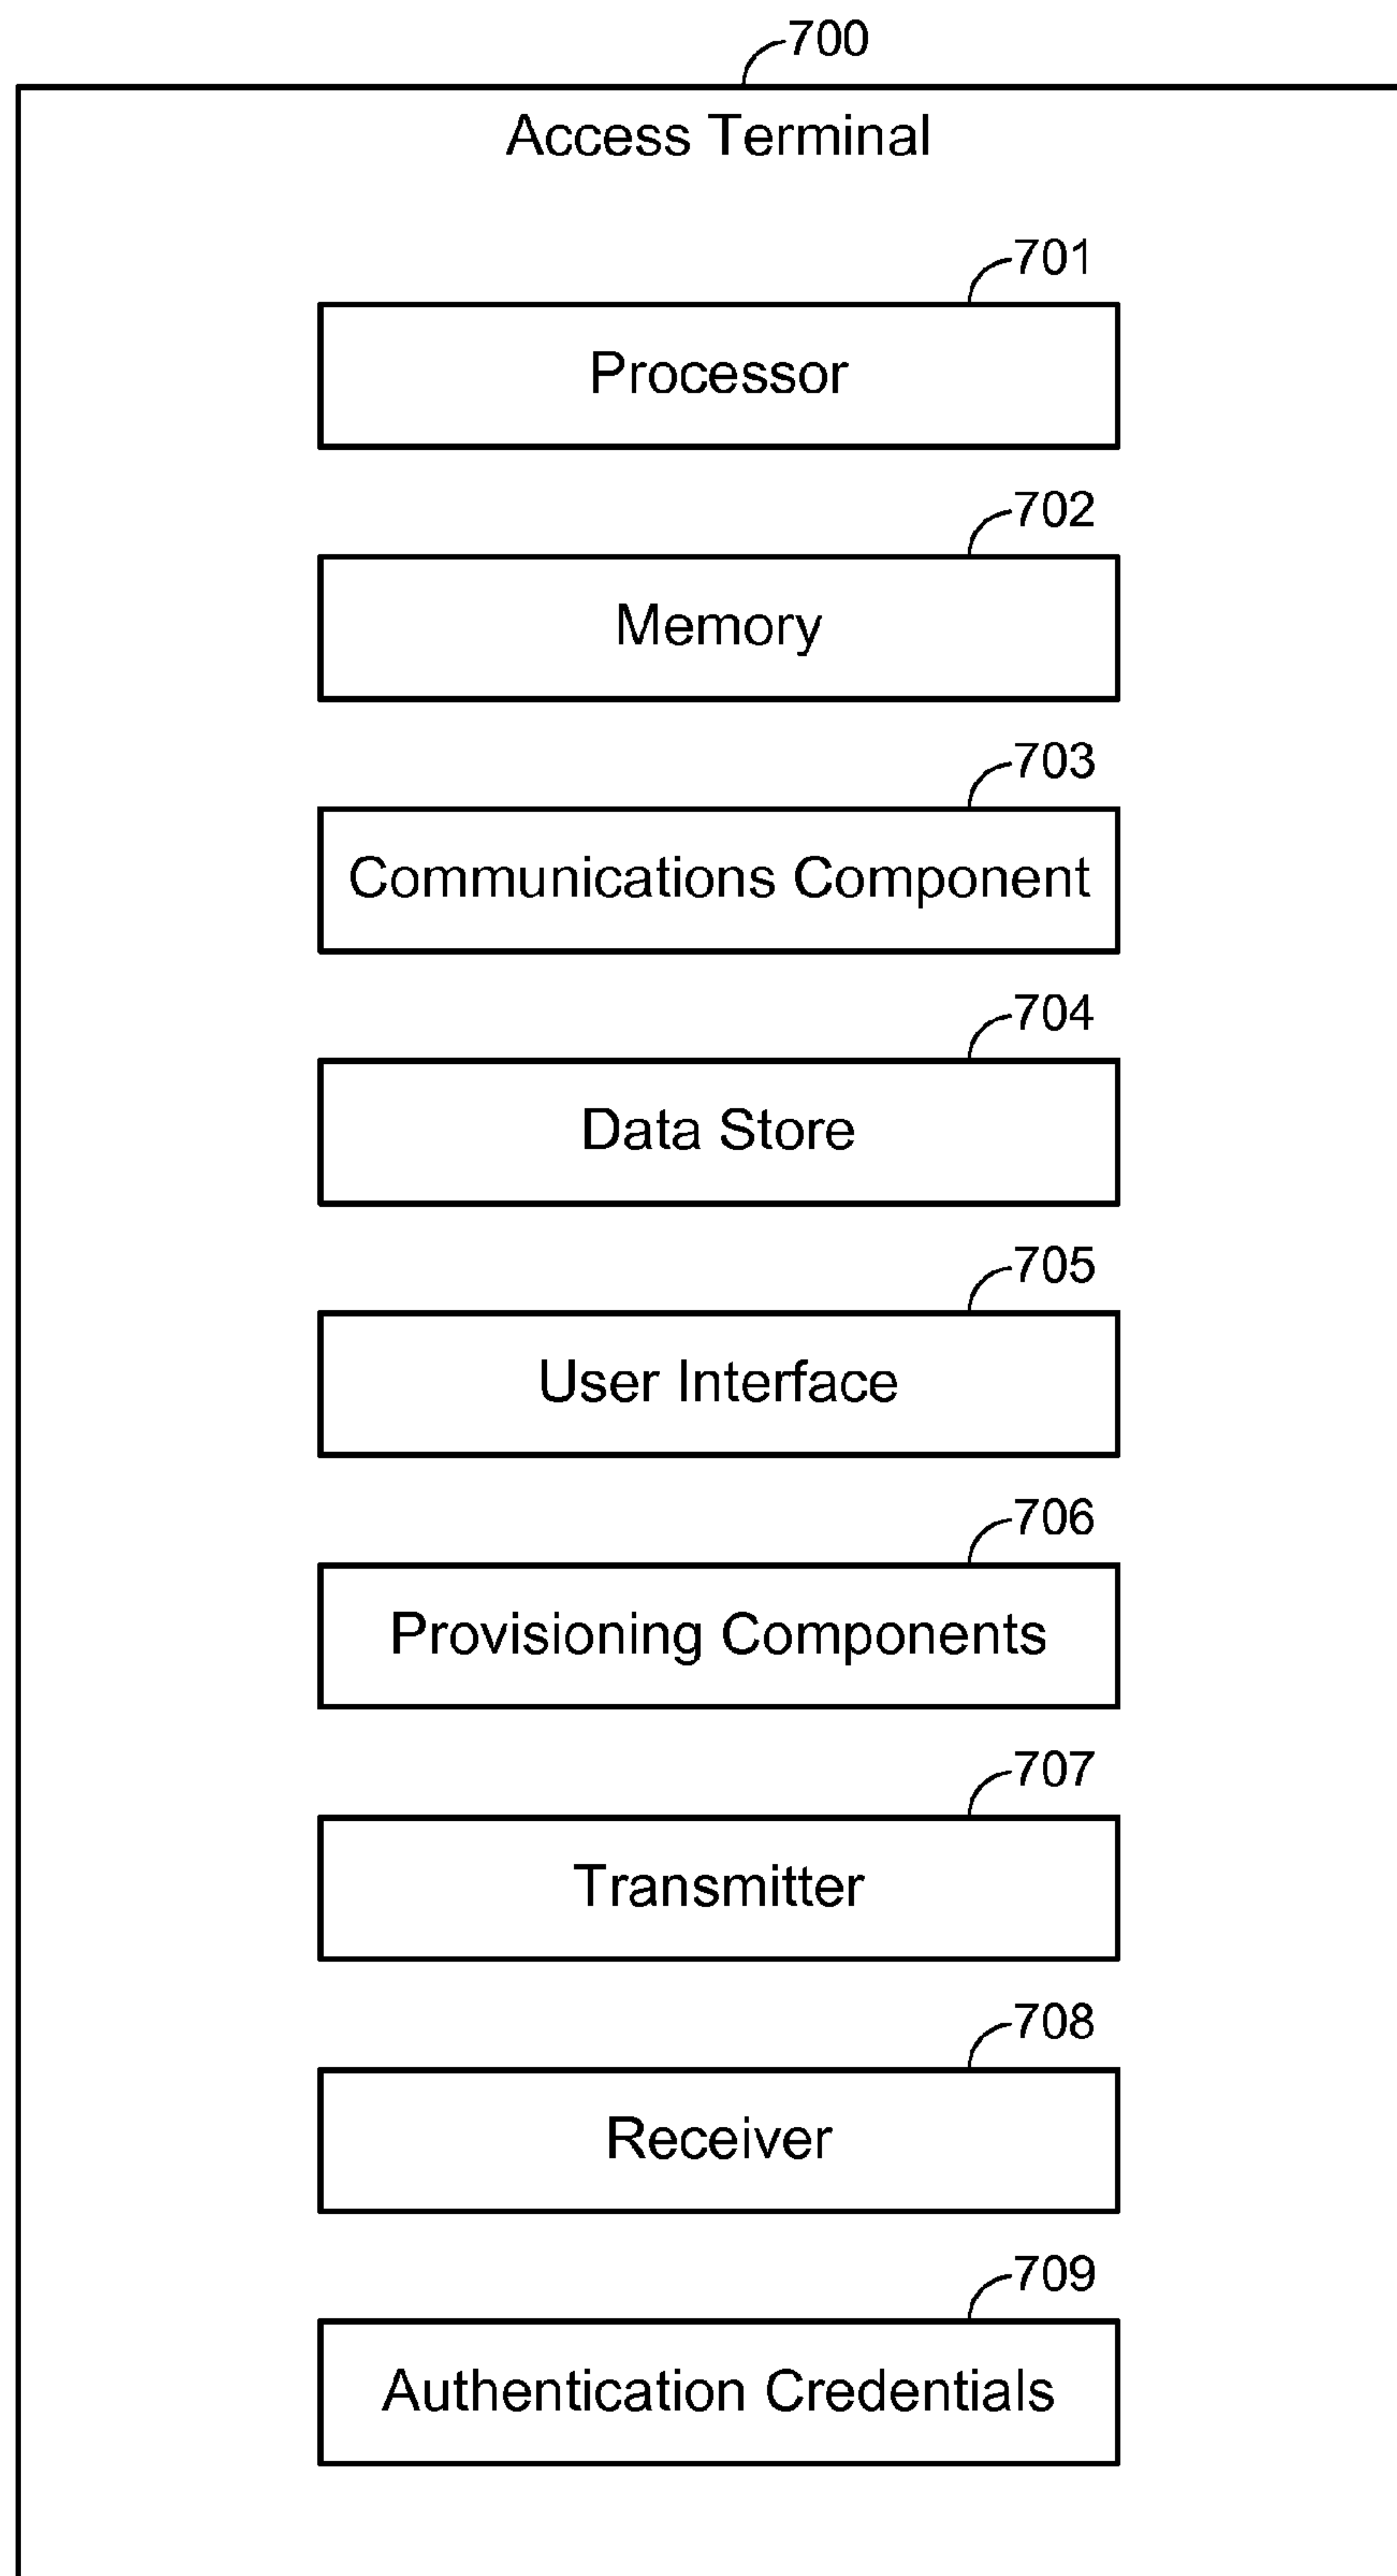 700
Access Terminal
701
Processor
702
Memory
703
Communications Component
704
Data Store
705
User Interface
706
Provisioning Components
707
Transmitter
708
Receiver
709
Authentication Credentials